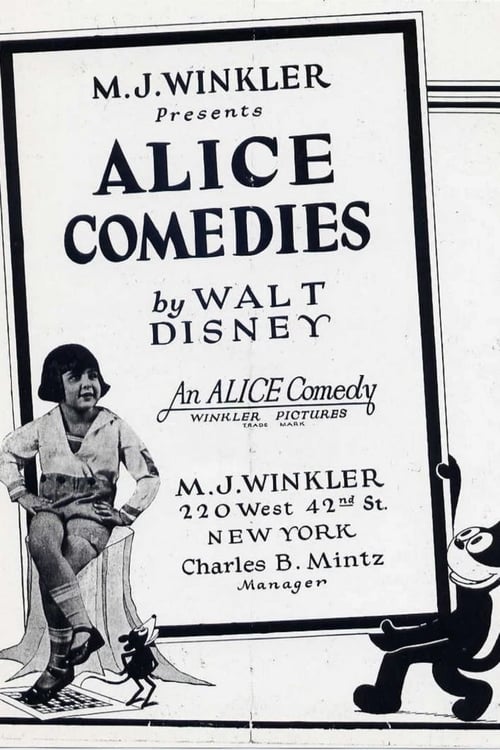 M.J. WINKLER
Presents
ALICE
COMEDIES
by WALT
DISNEY
An ALICE Comedy
WINKLER PICTURES
TRADE MARK
M.J. WINKLER
220 West 42nd St.
NEW YORK
Charles B. Mintz
Manager